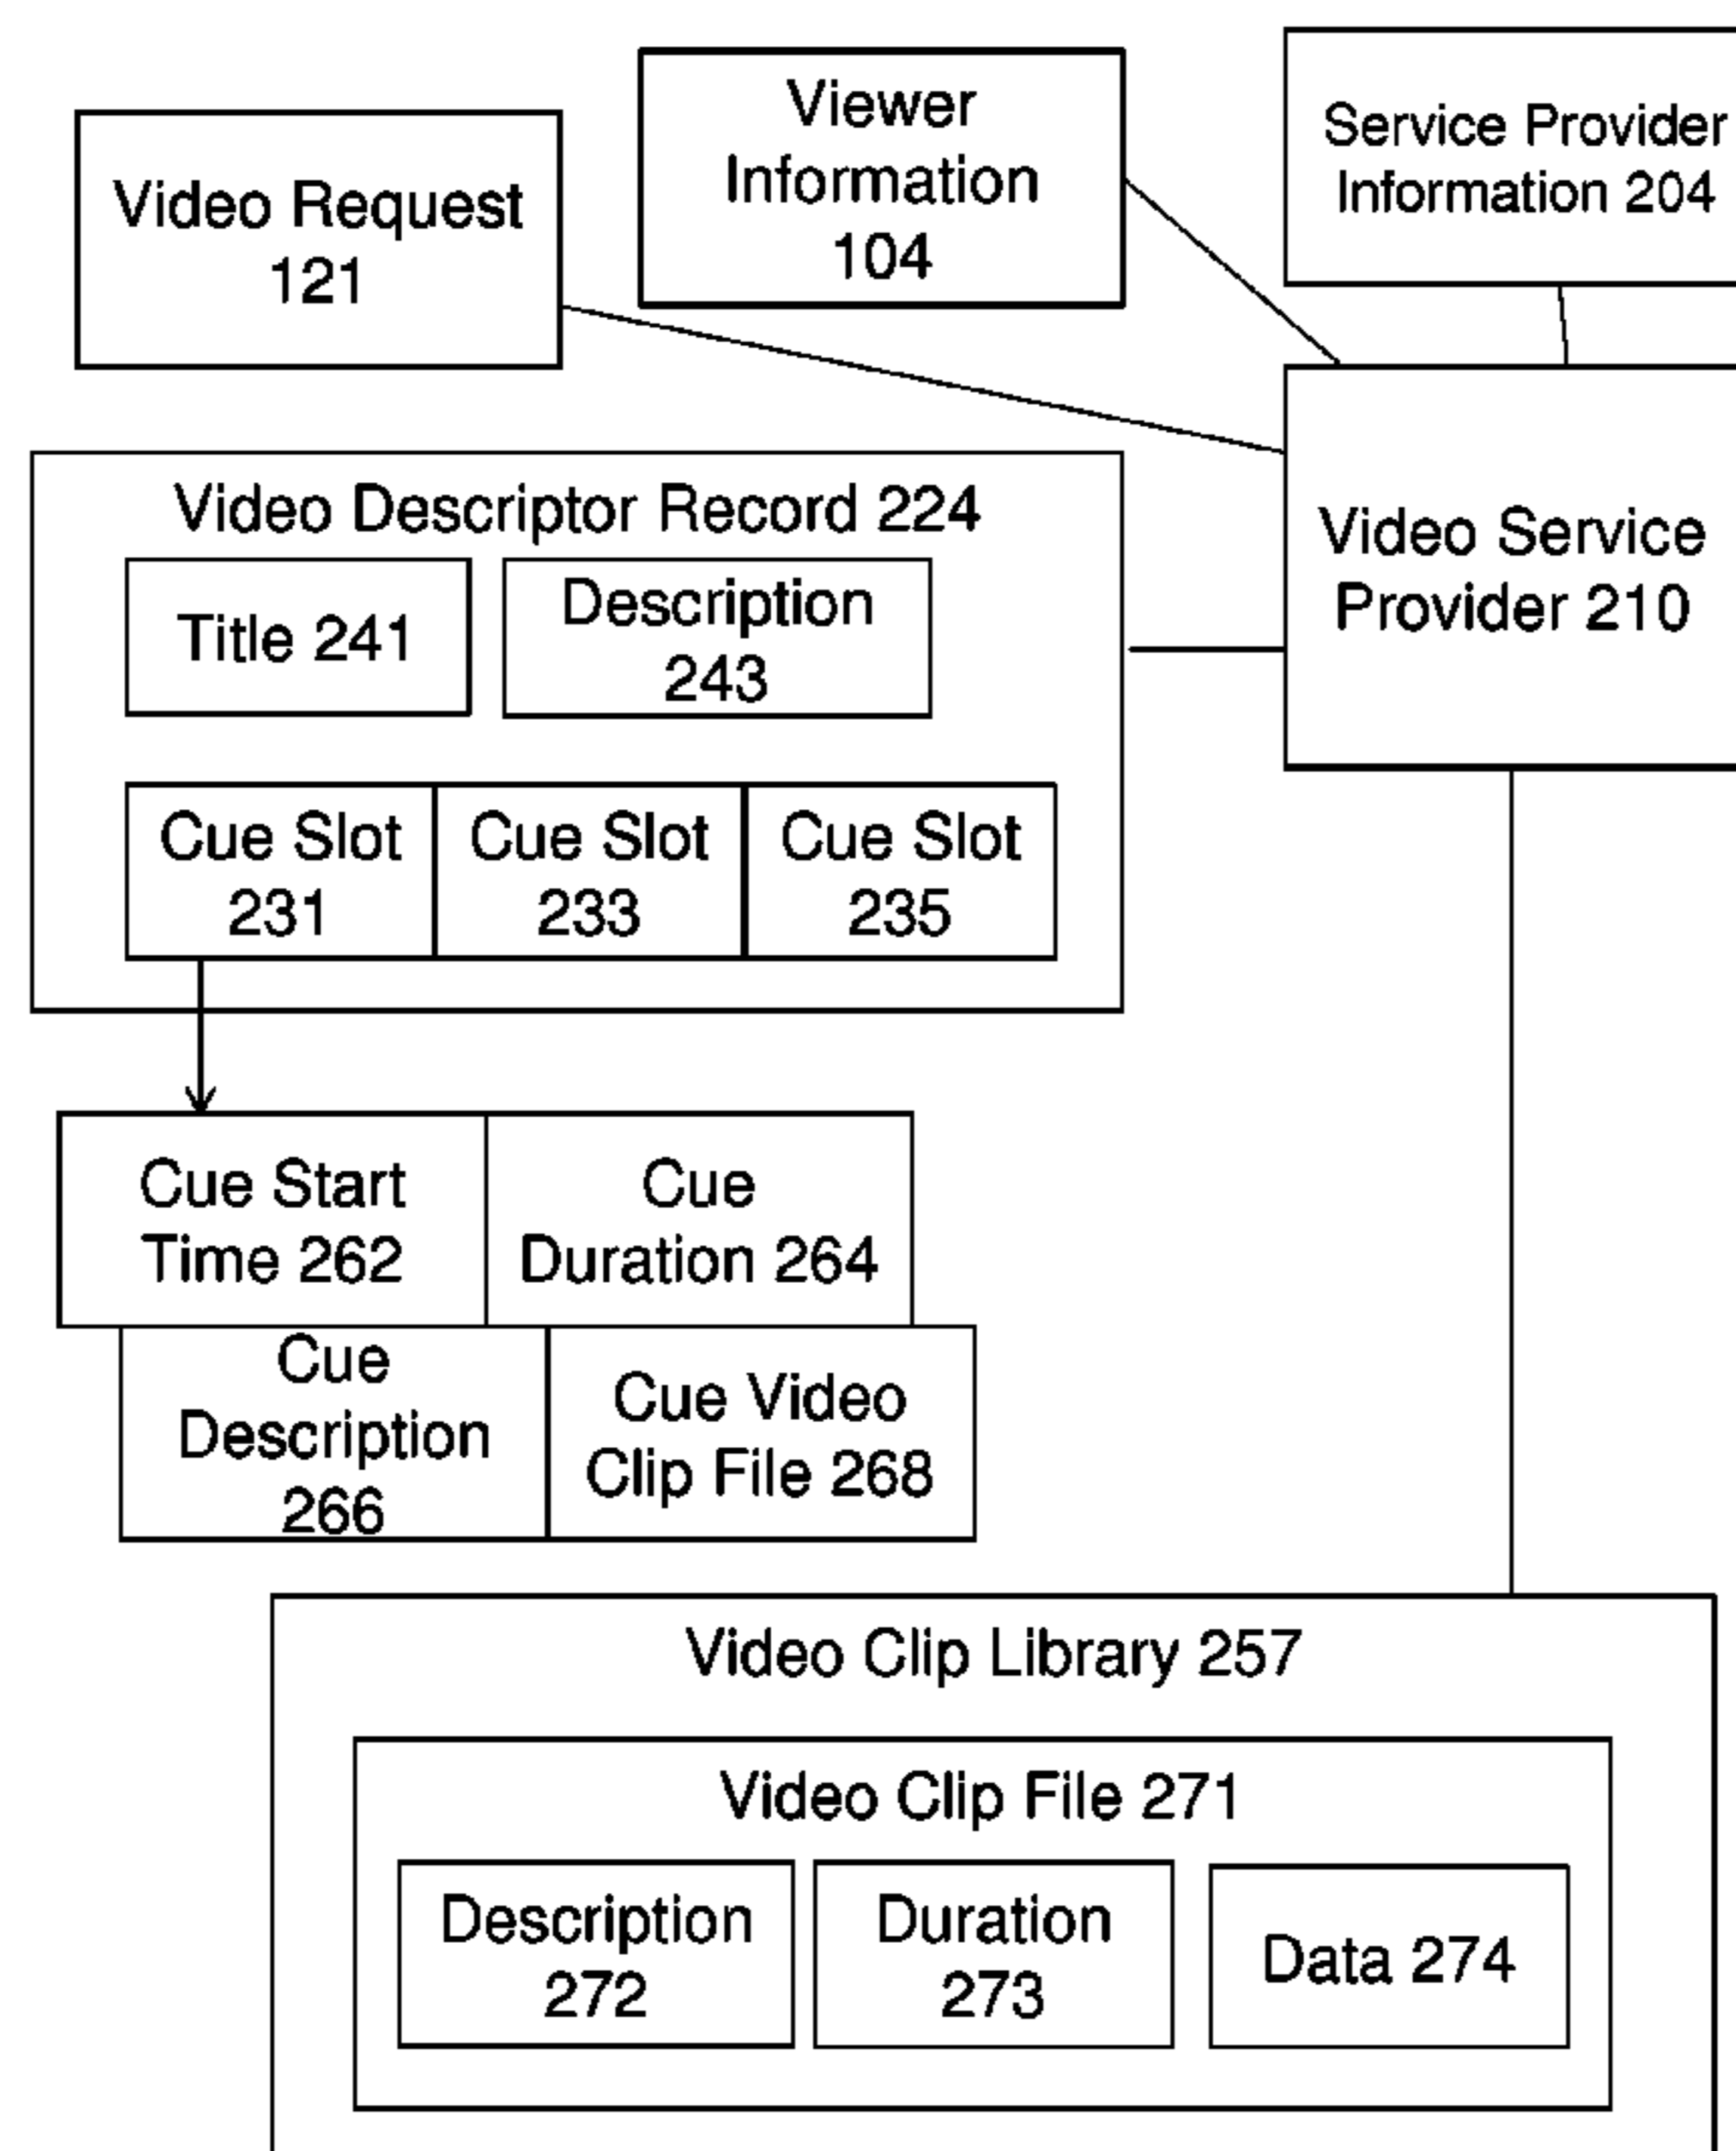 Video Request
121
Viewer
Information
104
Service Provider
Information 204
Video Service
Provider 210
Video Descriptor Record 224
Title 241
Description
243
Cue Slot
231
Cue Slot
233
Cue Slot
235
Cue Start
Time 262
Cue
Duration 264
Cue
Description
266
Cue Video
Clip File 268
Video Clip Library 257
Video Clip File 271
Description
272
Duration
273
Data 274